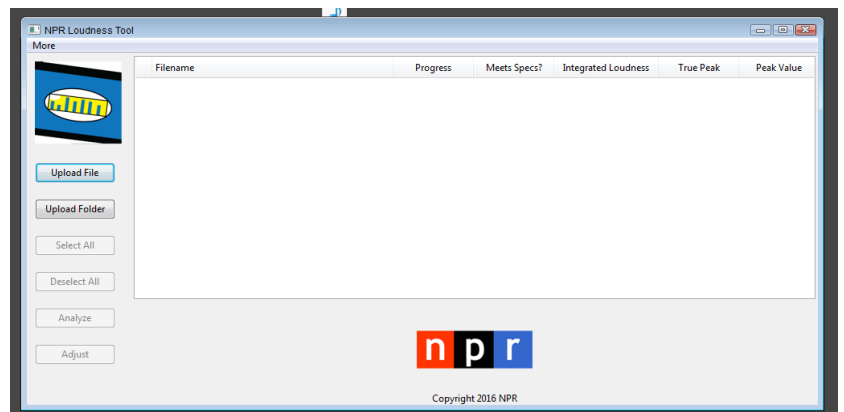 NPR Loudness Tool
More
Filename Progress Meets Specs? Integrated Loudness True Peak Peak Value
Upload File
Upload Folder
Select All
Deselect All
Analyze
Adjust
n p r
Copyright 2016 NPR